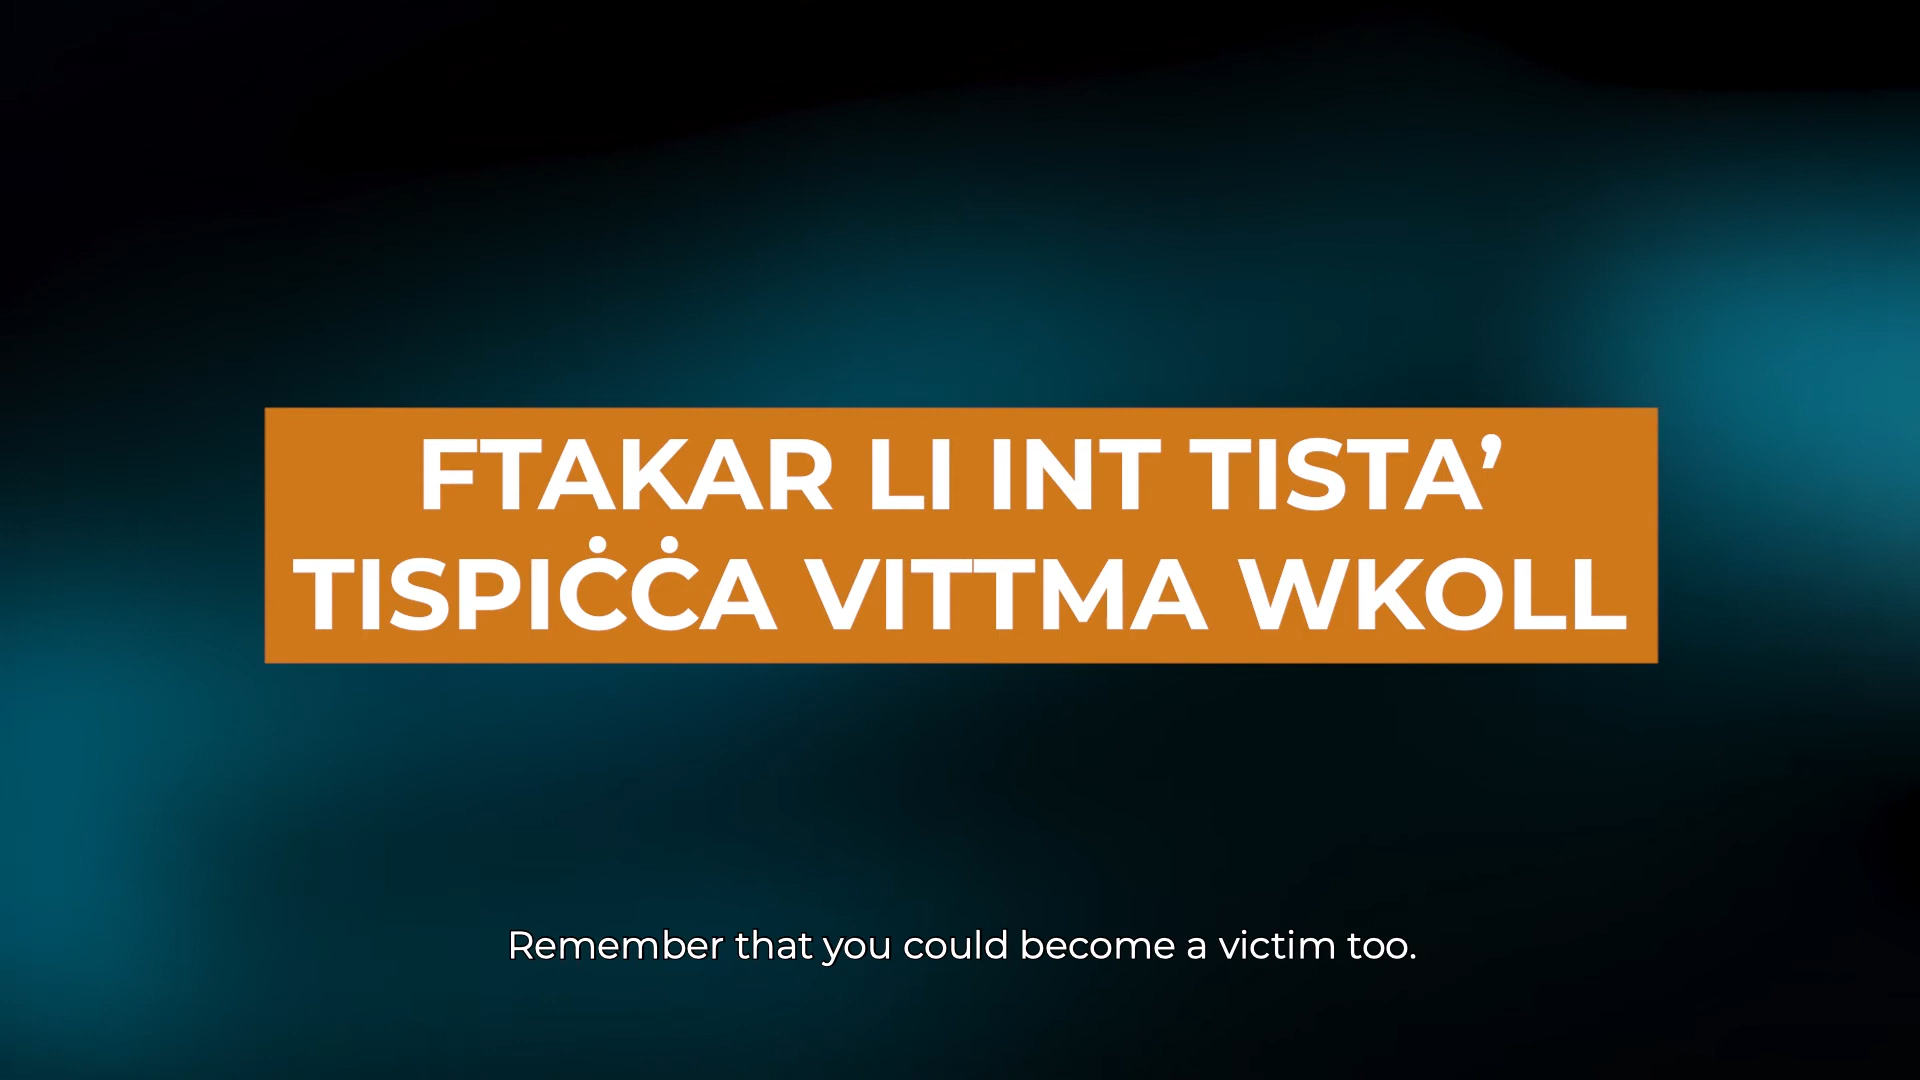 FTAKAR LI INT TISTA’
TISPIĊĊA VITTMA WKOLL
Remember that you could become a victim too.